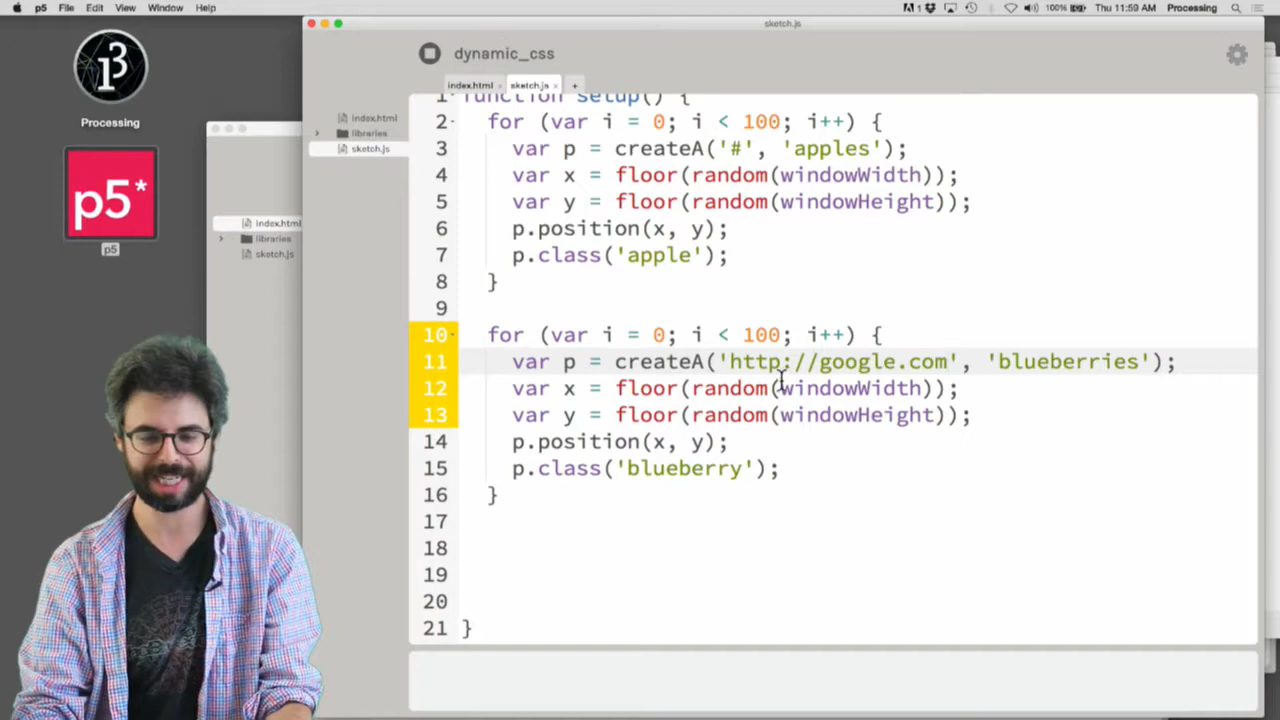 p5 File Edit View Window Help
1 100% Thu 11:59 AM Processing
sketch.js
dynamic_css
index.html × sketch.js × +
Processing
p5*
p5
index.html
libraries
sketch.js
index.html
libraries
sketch.js
1 function setup() {
2 for (var i = 0; i < 100; i++) {
3 var p = createA('#', 'apples');
4 var x = floor(random(windowWidth));
5 var y = floor(random(windowHeight));
6 p.position(x, y);
7 p.class('apple');
8 }
9
10 for (var i = 0; i < 100; i++) {
11 var p = createA('http://google.com', 'blueberries');
12 var x = floor(random(windowWidth));
13 var y = floor(random(windowHeight));
14 p.position(x, y);
15 p.class('blueberry');
16 }
17
18
19
20
21 }